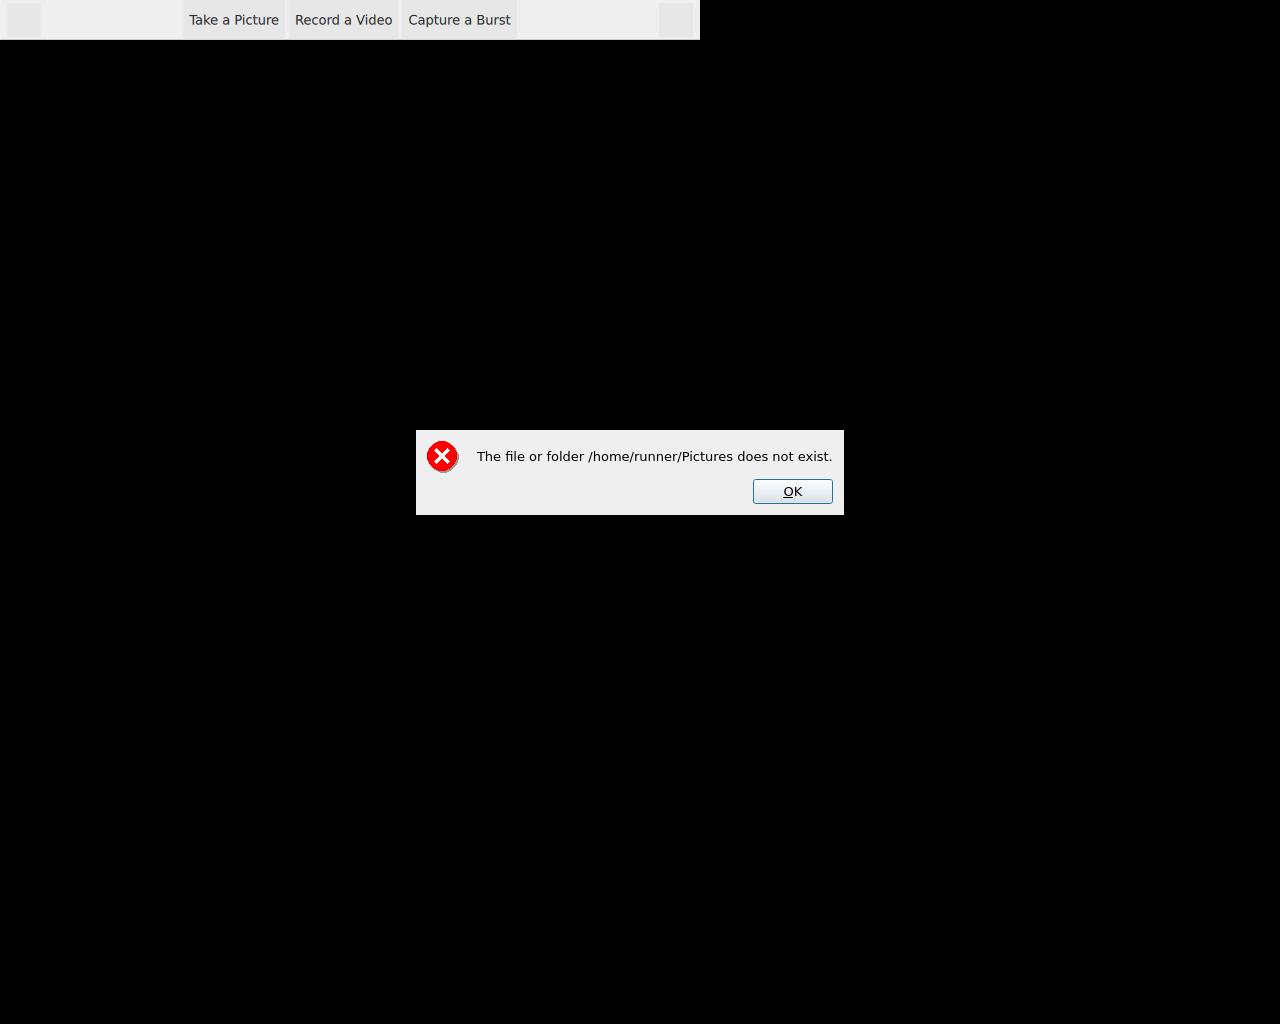 Take a Picture Record a Video Capture a Burst
The file or folder /home/runner/Pictures does not exist.
OK